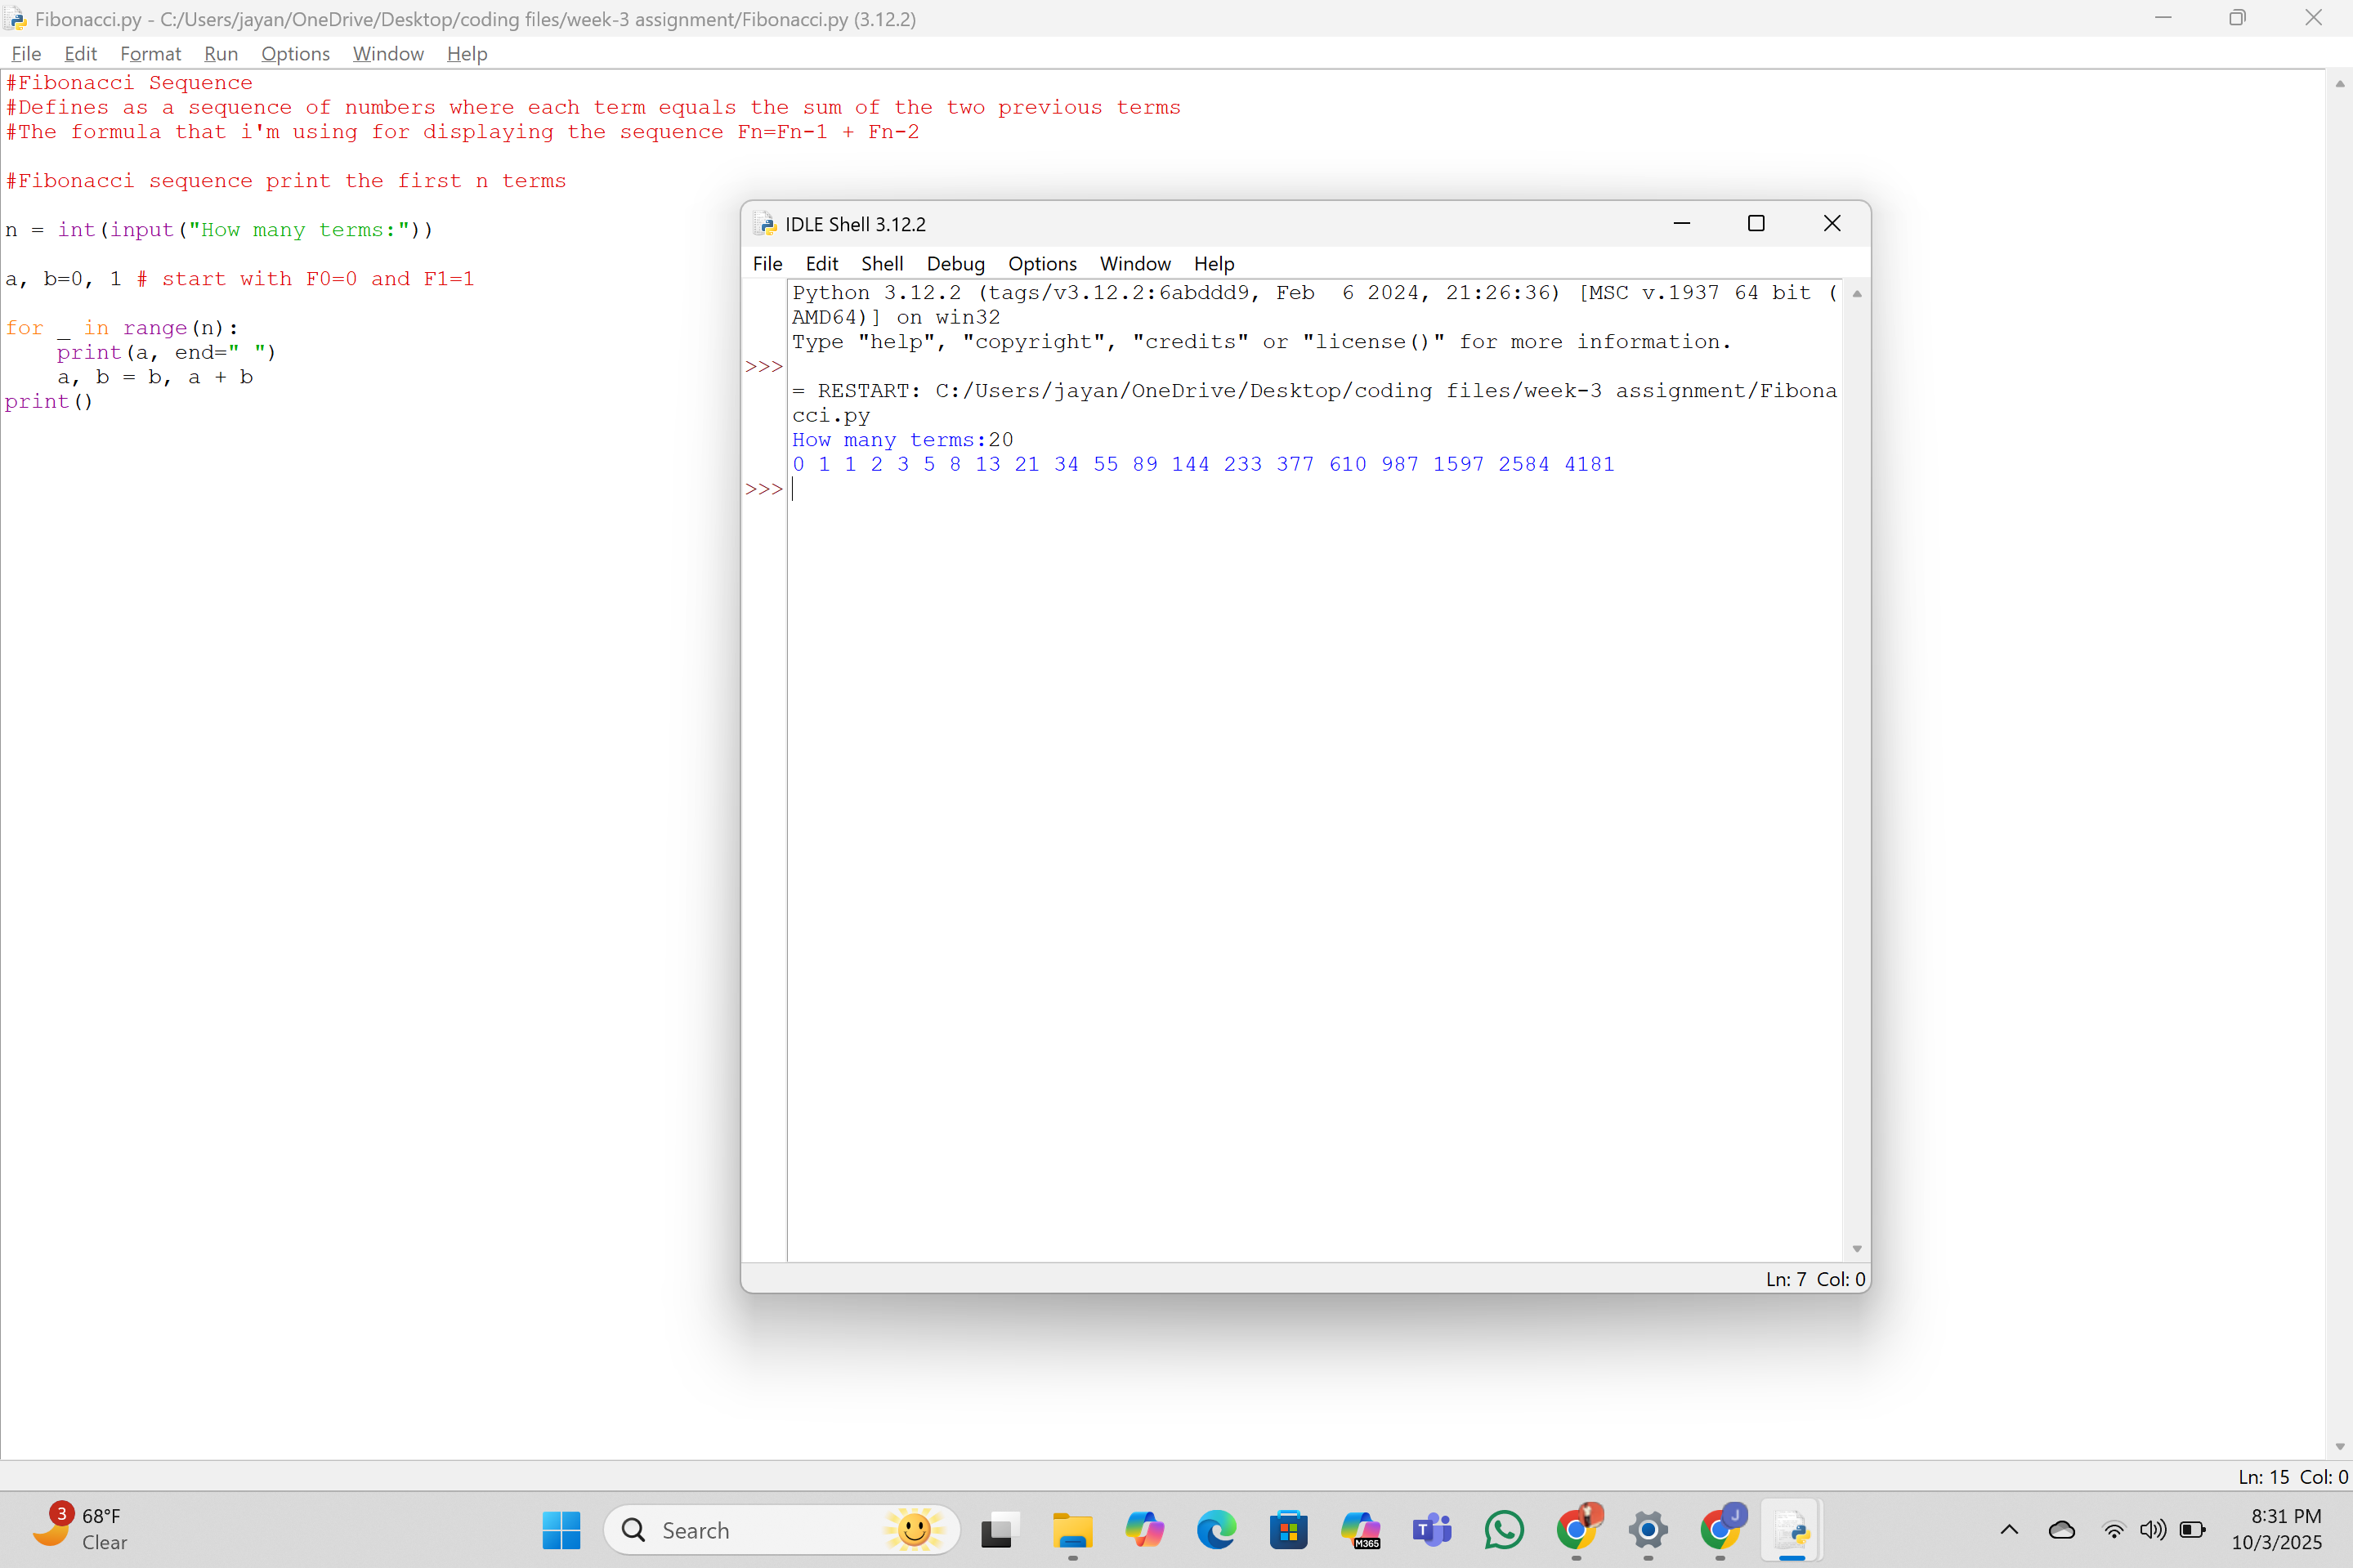 Fibonacci.py - C:/Users/jayan/OneDrive/Desktop/coding files/week-3 assignment/Fibonacci.py (3.12.2)
File Edit Format Run Options Window Help
#Fibonacci Sequence
#Defines as a sequence of numbers where each term equals the sum of the two previous terms
#The formula that i'm using for displaying the sequence Fn=Fn-1 + Fn-2
#Fibonacci sequence print the first n terms
n = int(input("How many terms:"))
a, b=0, 1 # start with F0=0 and F1=1
for _ in range(n):
    print(a, end=" ")
    a, b = b, a + b
print()
IDLE Shell 3.12.2
File Edit Shell Debug Options Window Help
Python 3.12.2 (tags/v3.12.2:6abddd9, Feb  6 2024, 21:26:36) [MSC v.1937 64 bit (
AMD64)] on win32
Type "help", "copyright", "credits" or "license()" for more information.
>>>
= RESTART: C:/Users/jayan/OneDrive/Desktop/coding files/week-3 assignment/Fibona
cci.py
How many terms:20
0 1 1 2 3 5 8 13 21 34 55 89 144 233 377 610 987 1597 2584 4181
>>>
Ln: 7 Col: 0
Ln: 15 Col: 0
3
68°F
Clear
Search
M365
T
J
8:31 PM
10/3/2025